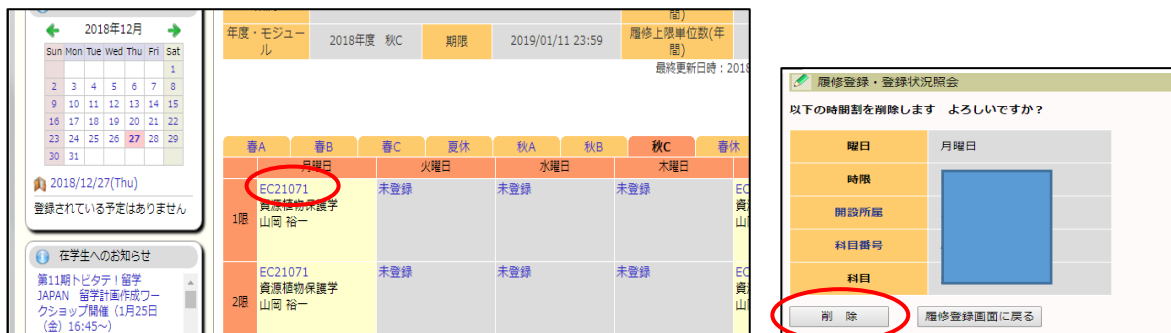 2018年12月
Sun Mon Tue Wed Thu Fri Sat
1
2 3 4 5 6 7 8
9 10 11 12 13 14 15
16 17 18 19 20 21 22
23 24 25 26 27 28 29
30 31
2018/12/27(Thu)
登録されている予定はありません
在学生へのお知らせ
第11期トビタテ！留学
JAPAN 留学計画作成ワー
クショップ開催（1月25日
（金）16:45～）
間)
年度・モジュー
ル
2018年度 秋C
期限
2019/01/11 23:59
履修上限単位数(年
間)
最終更新日時：2018
春A 春B 春C 夏休 秋A 秋B 秋C 春休
月曜日 火曜日 水曜日 木曜日
1限
EC21071
資源植物保護学
山岡 裕一
未登録 未登録 未登録
EC
資
山
2限
EC21071
資源植物保護学
山岡 裕一
未登録 未登録 未登録
EC
資
山
履修登録・登録状況照会
以下の時間割を削除します よろしいですか？
曜日 月曜日
時限
開設所属
科目番号
科目
削 除 履修登録画面に戻る